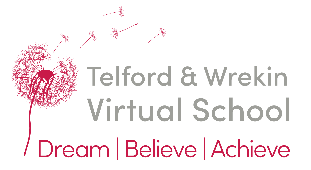 Telford & Wrekin
Virtual School
Dream | Believe | Achieve